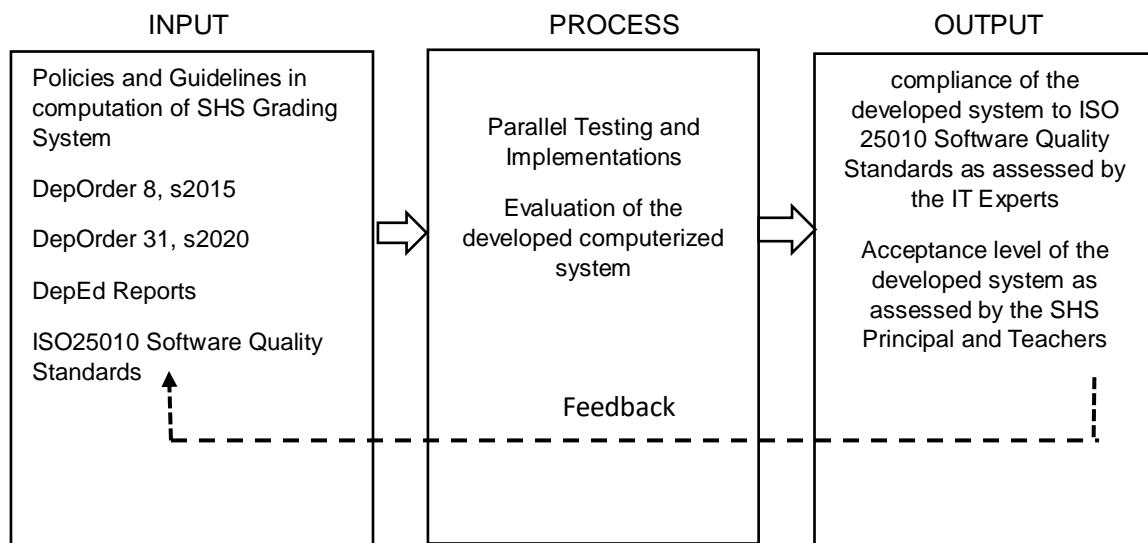 INPUT
Policies and Guidelines in
computation of SHS Grading
System
DepOrder 8, s2015
DepOrder 31, s2020
DepEd Reports
ISO25010 Software Quality
Standards
PROCESS
Parallel Testing and
Implementations
Evaluation of the
developed computerized
system
Feedback
OUTPUT
compliance of the
developed system to ISO
25010 Software Quality
Standards as assessed by
the IT Experts
Acceptance level of the
developed system as
assessed by the SHS
Principal and Teachers